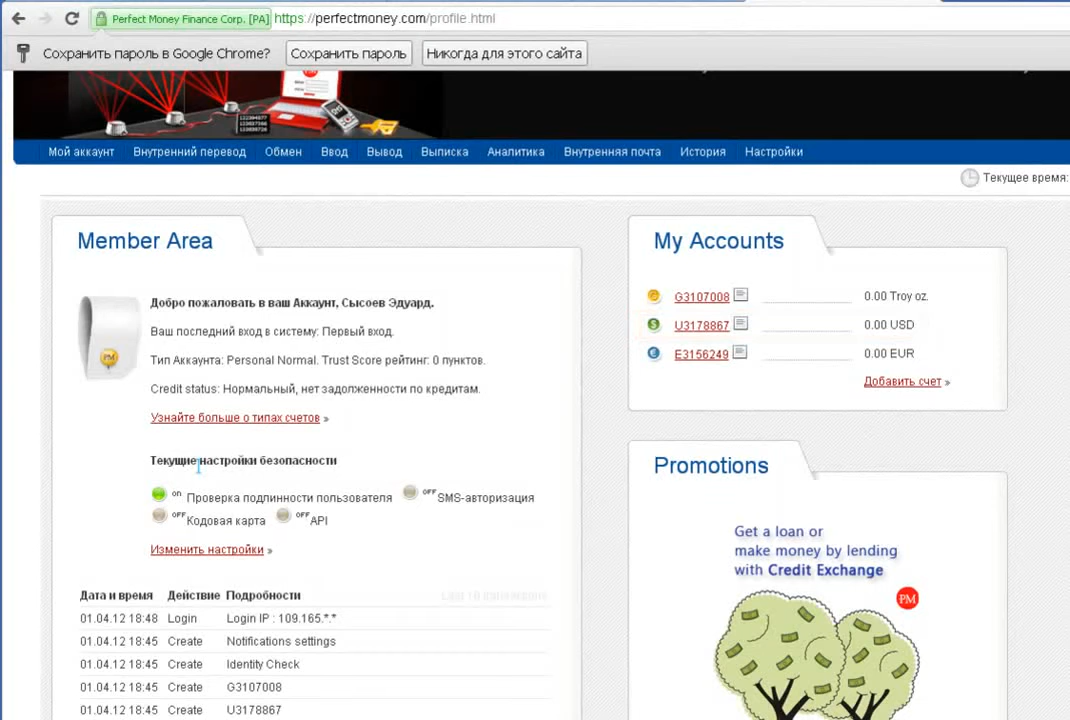 Perfect Money Finance Corp. [PA] https://perfectmoney.com/profile.html
Сохранить пароль в Google Chrome? Сохранить пароль Никогда для этого сайта
Мой аккаунт Внутренний перевод Обмен Ввод Вывод Выписка Аналитика Внутренняя почта История Настройки
Текущее время:
Member Area
Добро пожаловать в ваш Аккаунт, Сысоев Эдуард.
Ваш последний вход в систему: Первый вход.
Тип Аккаунта: Personal Normal. Trust Score рейтинг: 0 пунктов.
Credit status: Нормальный, нет задолженности по кредитам.
Узнайте больше о типах счетов »
Текущие настройки безопасности
on Проверка подлинности пользователя OFF SMS-авторизация
OFF Кодовая карта OFF API
Изменить настройки »
Дата и время Действие Подробности
01.04.12 18:48 Login Login IP : 109.165.*.*
01.04.12 18:45 Create Notifications settings
01.04.12 18:45 Create Identity Check
01.04.12 18:45 Create G3107008
01.04.12 18:45 Create U3178867
My Accounts
G3107008 0.00 Troy oz.
U3178867 0.00 USD
E3156249 0.00 EUR
Добавить счет »
Promotions
Get a loan or
make money by lending
with Credit Exchange
PM